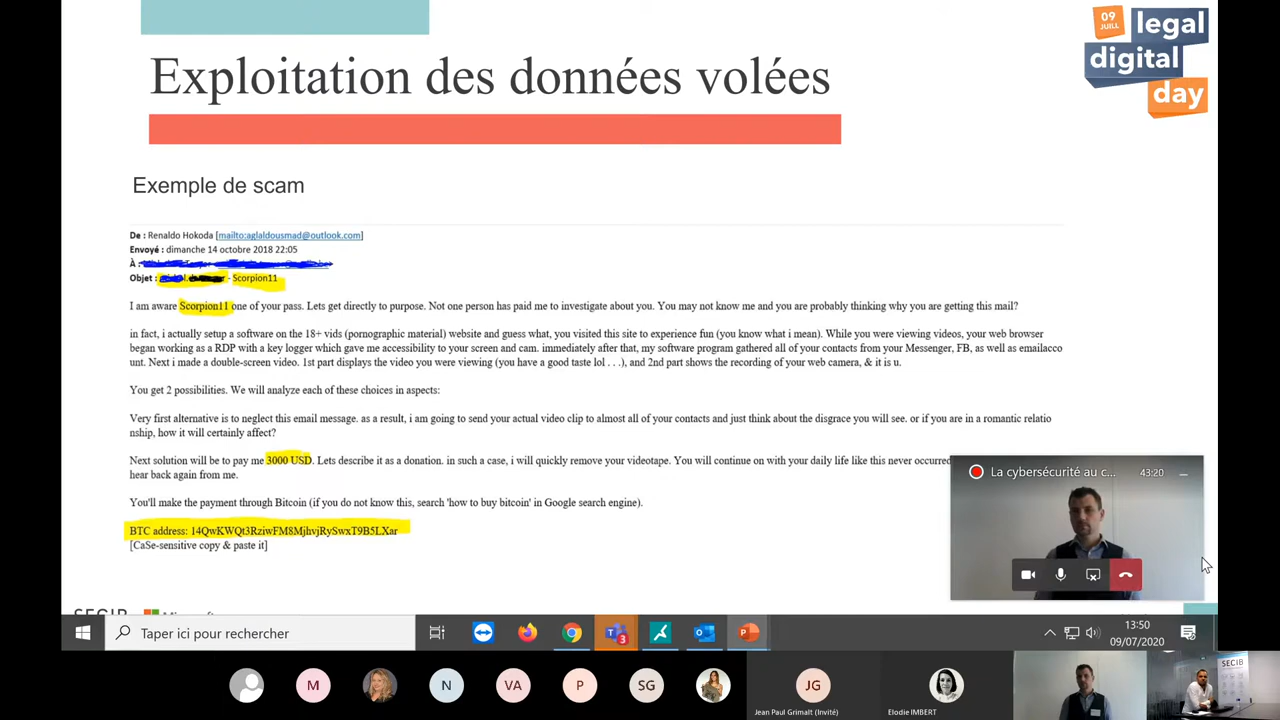 09
JUILL
legal
digital
day
Exploitation des données volées
Exemple de scam
De : Renaldo Hokoda [mailto:aglaldousmad@outlook.com]
Envoyé : dimanche 14 octobre 2018 22:05
À :
Objet : - Scorpion11
I am aware Scorpion11 one of your pass. Lets get directly to purpose. Not one person has paid me to investigate about you. You may not know me and you are probably thinking why you are getting this mail?
in fact, i actually setup a software on the 18+ vids (pornographic material) website and guess what, you visited this site to experience fun (you know what i mean). While you were viewing videos, your web browser
began working as a RDP with a key logger which gave me accessibility to your screen and cam. immediately after that, my software program gathered all of your contacts from your Messenger, FB, as well as emailacco
unt. Next i made a double-screen video. 1st part displays the video you were viewing (you have a good taste lol . . .), and 2nd part shows the recording of your web camera, & it is u.
You get 2 possibilities. We will analyze each of these choices in aspects:
Very first alternative is to neglect this email message. as a result, i am going to send your actual video clip to almost all of your contacts and just think about the disgrace you will see. or if you are in a romantic relatio
nship, how it will certainly affect?
Next solution will be to pay me 3000 USD. Lets describe it as a donation. in such a case, i will quickly remove your videotape. You will continue on with your daily life like this never occurred
hear back again from me.
You'll make the payment through Bitcoin (if you do not know this, search 'how to buy bitcoin' in Google search engine).
BTC address: 14QwKWQt3RziwFM8MjhvjRySwxT9B5LXar
[CaSe-sensitive copy & paste it]
La cybersécurité au c...
43:20
Taper ici pour rechercher
3
13:50
09/07/2020
M
N
VA
P
SG
JG
Jean Paul Grimalt (Invité)
Elodie IMBERT
SECIB